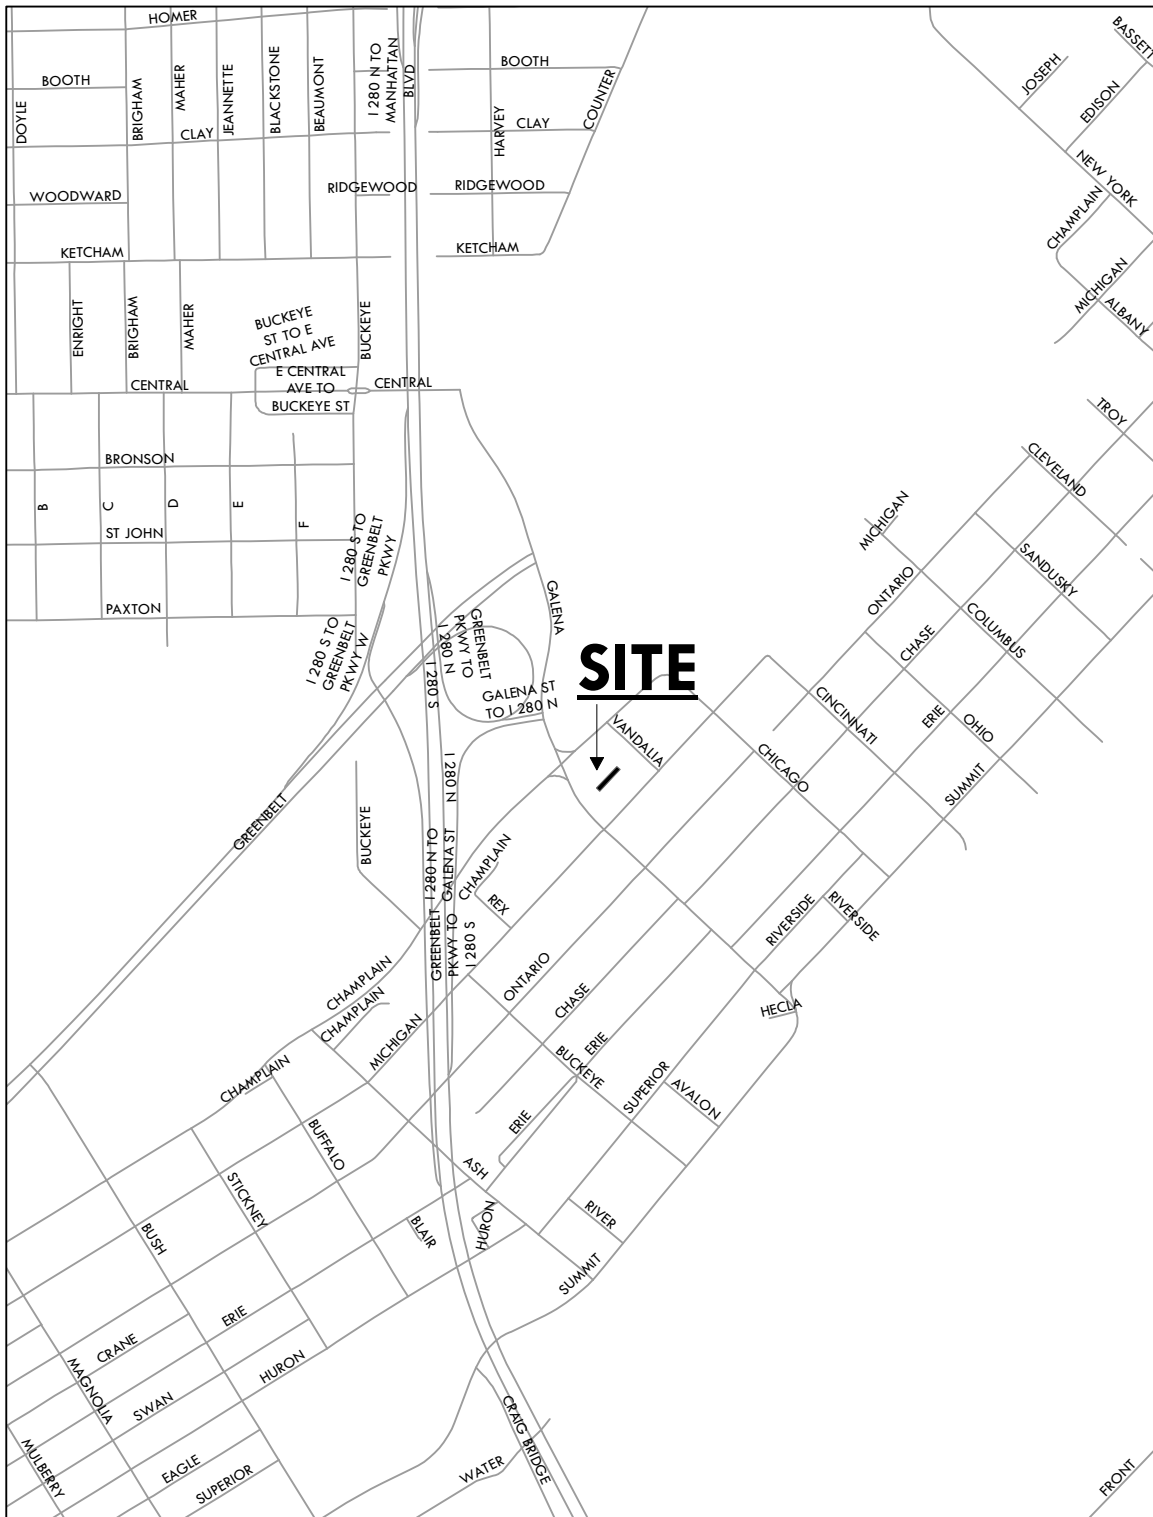 HOMER
BOOTH
DOYLE
BRIGHAM
MAHER
JEANNETTE
BLACKSTONE
BEAUMONT
I 280 N TO
MANHATTAN
BLVD
BOOTH
HARVEY
CLAY
COUNTER
CLAY
WOODWARD
RIDGEWOOD
RIDGEWOOD
KETCHAM
KETCHAM
BASSETT
JOSEPH
EDISON
NEW YORK
CHAMPLAIN
MICHIGAN
ALBANY
ENRIGHT
BRIGHAM
MAHER
BUCKEYE
ST TO E
CENTRAL AVE
BUCKEYE
E CENTRAL
AVE TO
BUCKEYE ST
CENTRAL
CENTRAL
TROY
CLEVELAND
BRONSON
B
C
D
E
F
ST JOHN
PAXTON
I 280 S TO
GREENBELT
PKWY
I 280 S TO
GREENBELT
PKWY W
MICHIGAN
SANDUSKY
ONTARIO
COLUMBUS
CHASE
GALENA
GREENBELT
PKWY TO
I 280 N
I 280 S
GALENA ST
TO I 280 N
SITE
VANDALIA
CINCINNATI
ERIE
OHIO
CHICAGO
SUMMIT
I 280 N
GREENBELT
BUCKEYE
I 280 N TO
GALENA ST
CHAMPLAIN
REX
GREENBELT
PKWY TO
I 280 S
RIVERSIDE
RIVERSIDE
CHAMPLAIN
CHAMPLAIN
ONTARIO
CHASE
HECLA
MICHIGAN
ERIE
BUCKEYE
CHAMPLAIN
SUPERIOR
AVALON
BUFFALO
ERIE
ASH
STICKNEY
BUSH
BLAIR
HURON
RIVER
SUMMIT
ERIE
CRANE
MAGNOLIA
HURON
SWAN
CRAIG BRIDGE
MULBERRY
EAGLE
SUPERIOR
WATER
FRONT